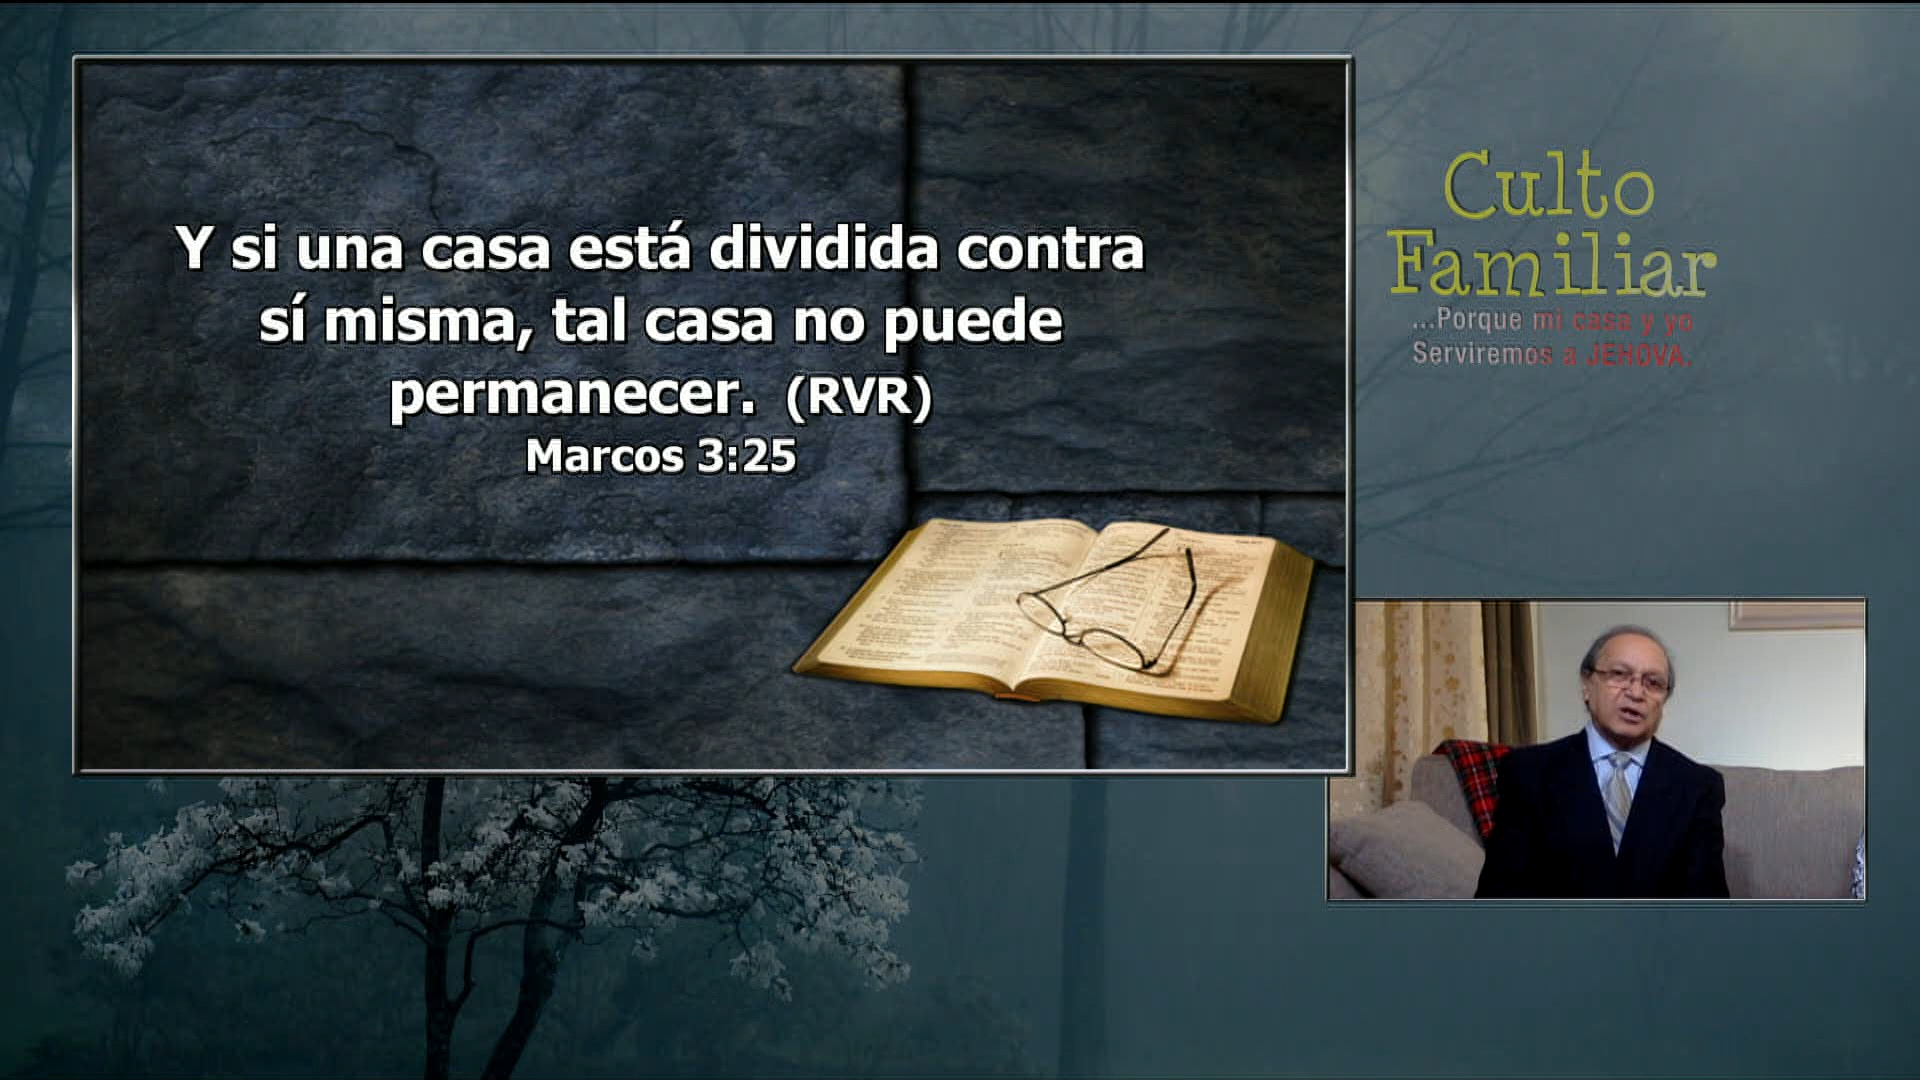 Y si una casa está dividida contra
sí misma, tal casa no puede
permanecer. (RVR)
Marcos 3:25
Culto
Familiar
...Porque mi casa y yo
Serviremos a JEHOVA.